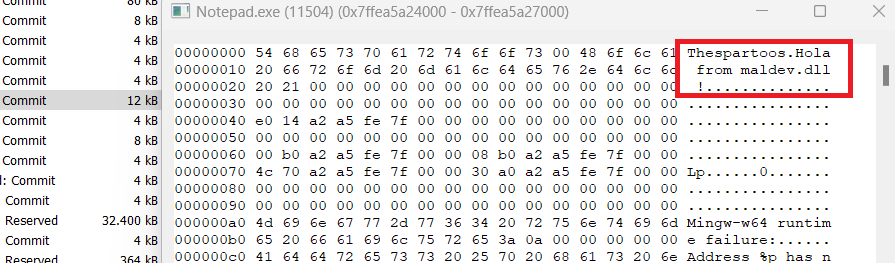 Commit 80 kB
Commit 4 kB
Commit 8 kB
Commit 4 kB
Commit 12 kB
Commit 4 kB
Commit 8 kB
Commit 4 kB
l: Commit 4 kB
Commit 4 kB
Reserved 32.400 kB
Commit 4 kB
Reserved 364 kB
Notepad.exe (11504) (0x7ffea5a24000 - 0x7ffea5a27000)
00000000 54 68 65 73 70 61 72 74 6f 6f 73 00 48 6f 6c 61 Thespartoos.Hola
00000010 20 66 72 6f 6d 20 6d 61 6c 64 65 76 2e 64 6c 6c  from maldev.dll
00000020 20 21 00 00 00 00 00 00 00 00 00 00 00 00 00 00  !..............
00000030 00 00 00 00 00 00 00 00 00 00 00 00 00 00 00 00 ................
00000040 e0 14 a2 a5 fe 7f 00 00 00 00 00 00 00 00 00 00 ................
00000050 00 00 00 00 00 00 00 00 00 00 00 00 00 00 00 00 ................
00000060 00 b0 a2 a5 fe 7f 00 00 08 b0 a2 a5 fe 7f 00 00 ................
00000070 4c 70 a2 a5 fe 7f 00 00 30 a0 a2 a5 fe 7f 00 00 Lp......0.......
00000080 00 00 00 00 00 00 00 00 00 00 00 00 00 00 00 00 ................
00000090 00 00 00 00 00 00 00 00 00 00 00 00 00 00 00 00 ................
000000a0 4d 69 6e 67 77 2d 77 36 34 20 72 75 6e 74 69 6d Mingw-w64 runtim
000000b0 65 20 66 61 69 6c 75 72 65 3a 0a 00 00 00 00 00 e failure:......
000000c0 41 64 64 72 65 73 73 20 25 70 20 68 61 73 20 6e Address %p has n